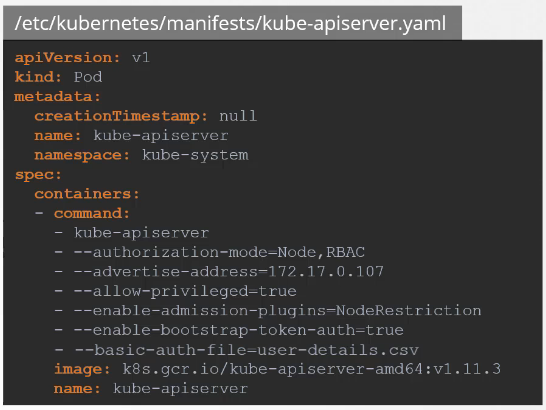 /etc/kubernetes/manifests/kube-apiserver.yaml
apiVersion: v1
kind: Pod
metadata:
  creationTimestamp: null
  name: kube-apiserver
  namespace: kube-system
spec:
  containers:
  - command:
    - kube-apiserver
    - --authorization-mode=Node,RBAC
    - --advertise-address=172.17.0.107
    - --allow-privileged=true
    - --enable-admission-plugins=NodeRestriction
    - --enable-bootstrap-token-auth=true
    - --basic-auth-file=user-details.csv
    image: k8s.gcr.io/kube-apiserver-amd64:v1.11.3
    name: kube-apiserver